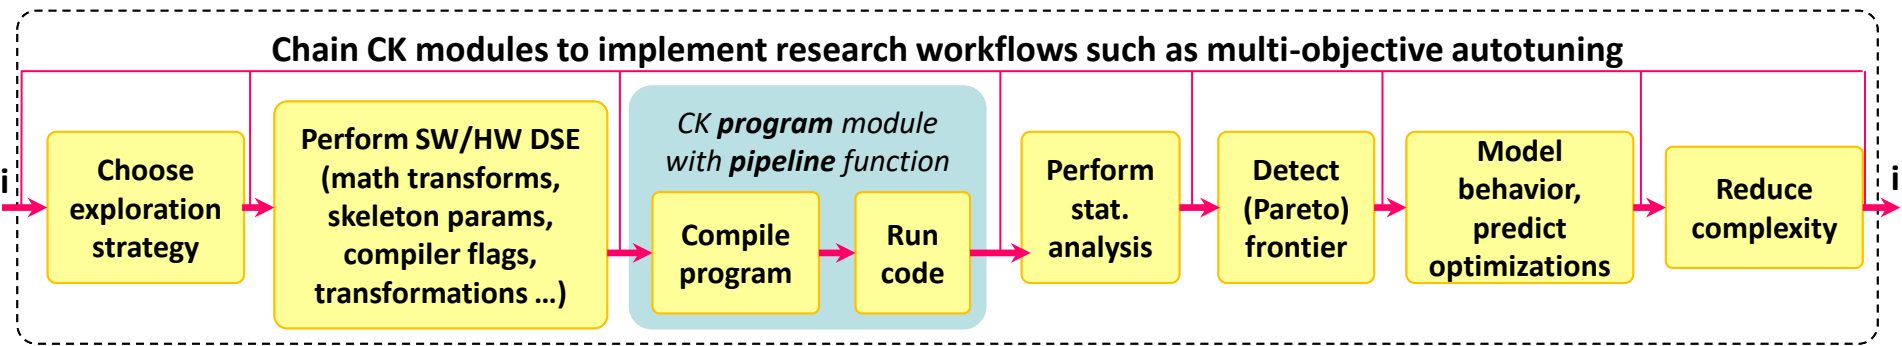 Chain CK modules to implement research workflows such as multi-objective autotuning
i
Choose
exploration
strategy
Perform SW/HW DSE
(math transforms,
skeleton params,
compiler flags,
transformations ...)
CK program module
with pipeline function
Compile
program
Run
code
Perform
stat.
analysis
Detect
(Pareto)
frontier
Model
behavior,
predict
optimizations
Reduce
complexity
i